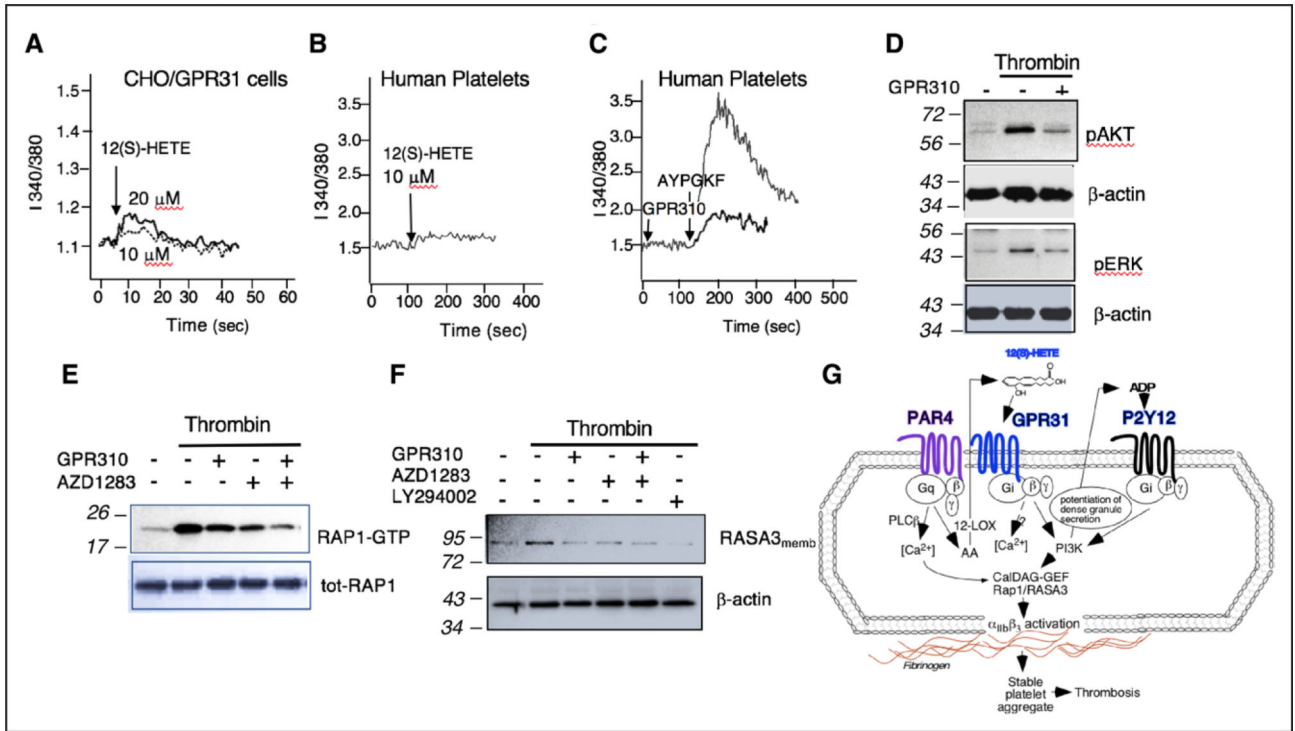 A
CHO/GPR31 cells
1.5
1.4
1.3
1.2
1.1
I 340/380
12(S)-HETE
20 μM
10 μM
0 10 20 30 40 50 60
Time (sec)
B
Human Platelets
3.5
3.0
2.5
2.0
1.5
I 340/380
12(S)-HETE
10 μM
0 100 200 300 400
Time (sec)
C
Human Platelets
3.5
3.0
2.5
2.0
1.5
I 340/380
AYPGKF
GPR310
0 100 200 300 400 500
Time (sec)
D
Thrombin
GPR310 - - +
72
56
pAKT
43
34
β-actin
56
43
pERK
43
34
β-actin
E
Thrombin
GPR310 - - + - +
AZD1283 - - - + +
26
17
RAP1-GTP
tot-RAP1
F
Thrombin
GPR310 - - + - + -
AZD1283 - - - + + -
LY294002 - - - - - +
95
72
RASA3memb
43
34
β-actin
G
12(S)-HETE
O
OH
OH
ADP
PAR4
GPR31
P2Y12
Gq β γ
Gi β γ
Gi β γ
potentiation of
dense granule
secretion
PLCβ
12-LOX
?
[Ca2+]
AA
[Ca2+]
PI3K
CalDAG-GEF
Rap1/RASA3
αIIbβ3 activation
Fibrinogen
Stable
platelet
aggregate
Thrombosis